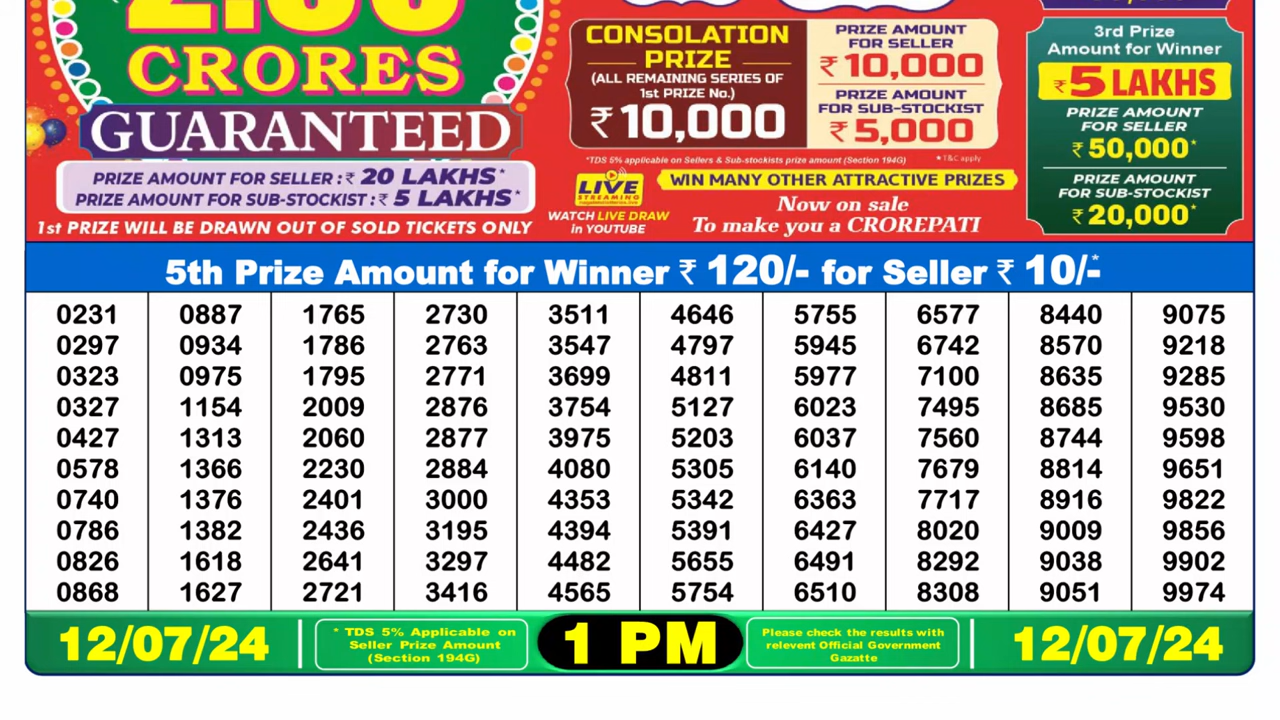 CRORES
GUARANTEED
PRIZE AMOUNT FOR SELLER :₹ 20 LAKHS*
PRIZE AMOUNT FOR SUB-STOCKIST :₹ 5 LAKHS*
1st PRIZE WILL BE DRAWN OUT OF SOLD TICKETS ONLY
CONSOLATION
PRIZE
(ALL REMAINING SERIES OF
1st PRIZE No.)
₹ 10,000
PRIZE AMOUNT
FOR SELLER
₹ 10,000
PRIZE AMOUNT
FOR SUB-STOCKIST
₹ 5,000
*TDS 5% applicable on Sellers & Sub-stockists prize amount (Section 194G)
* T&C apply
LIVE
STREAMING
WATCH LIVE DRAW
in YOUTUBE
WIN MANY OTHER ATTRACTIVE PRIZES
Now on sale
To make you a CROREPATI
3rd Prize
Amount for Winner
₹ 5 LAKHS
PRIZE AMOUNT
FOR SELLER
₹ 50,000*
PRIZE AMOUNT
FOR SUB-STOCKIST
₹ 20,000*
5th Prize Amount for Winner ₹ 120/- for Seller ₹ 10/-*
0231 0887 1765 2730 3511 4646 5755 6577 8440 9075
0297 0934 1786 2763 3547 4797 5945 6742 8570 9218
0323 0975 1795 2771 3699 4811 5977 7100 8635 9285
0327 1154 2009 2876 3754 5127 6023 7495 8685 9530
0427 1313 2060 2877 3975 5203 6037 7560 8744 9598
0578 1366 2230 2884 4080 5305 6140 7679 8814 9651
0740 1376 2401 3000 4353 5342 6363 7717 8916 9822
0786 1382 2436 3195 4394 5391 6427 8020 9009 9856
0826 1618 2641 3297 4482 5655 6491 8292 9038 9902
0868 1627 2721 3416 4565 5754 6510 8308 9051 9974
12/07/24
* TDS 5% Applicable on
Seller Prize Amount
(Section 194G)
1 PM
Please check the results with
relevent Official Government
Gazatte
12/07/24